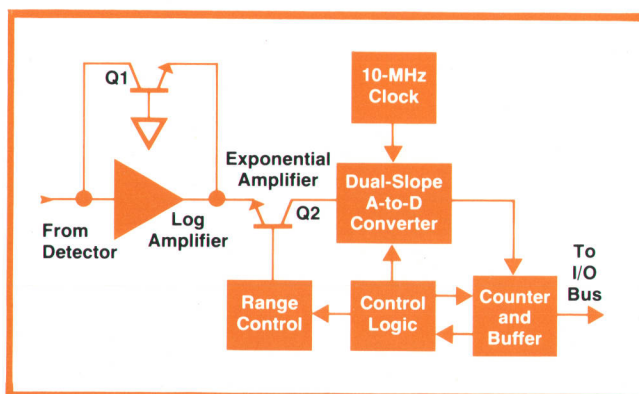 Q1
10-MHz
Clock
Exponential
Amplifier
Dual-Slope
A-to-D
Converter
Q2
From
Detector
Log
Amplifier
To
I/O
Bus
Range
Control
Control
Logic
Counter
and
Buffer